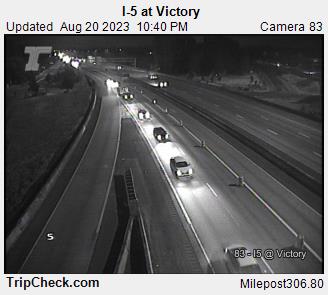 I-5 at Victory
Updated Aug 20 2023 10:40 PM Camera 83
T
S
83 - I5 @ Victory
TripCheck.com Milepost306.80